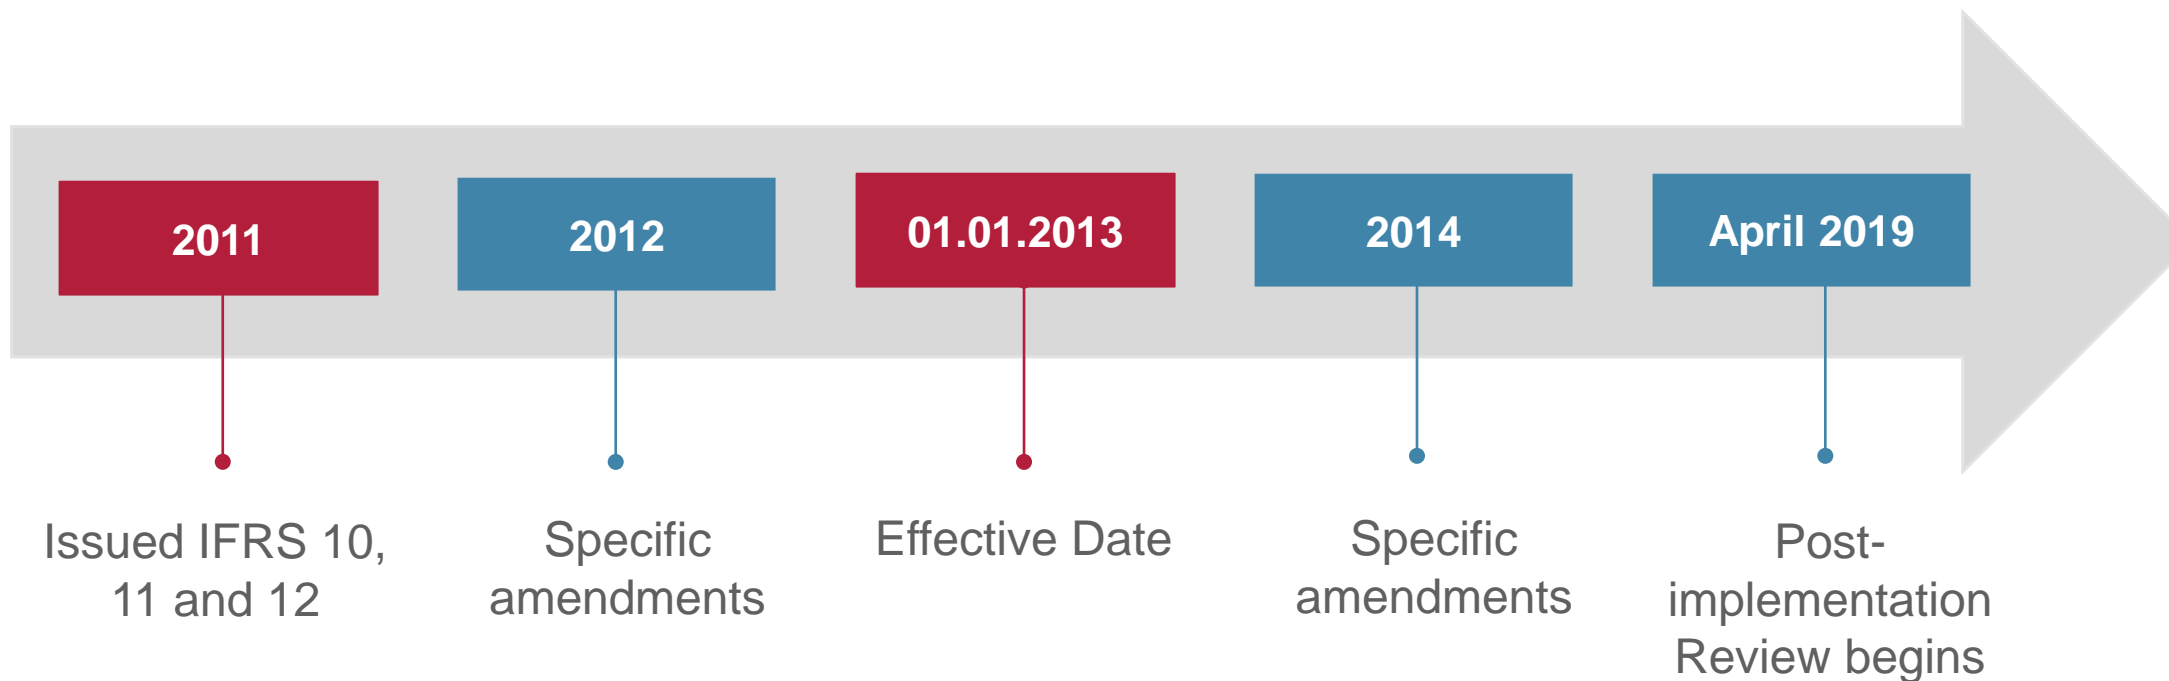 2011
2012
01.01.2013
2014
April 2019
Issued IFRS 10,
11 and 12
Specific
amendments
Effective Date
Specific
amendments
Post-
implementation
Review begins